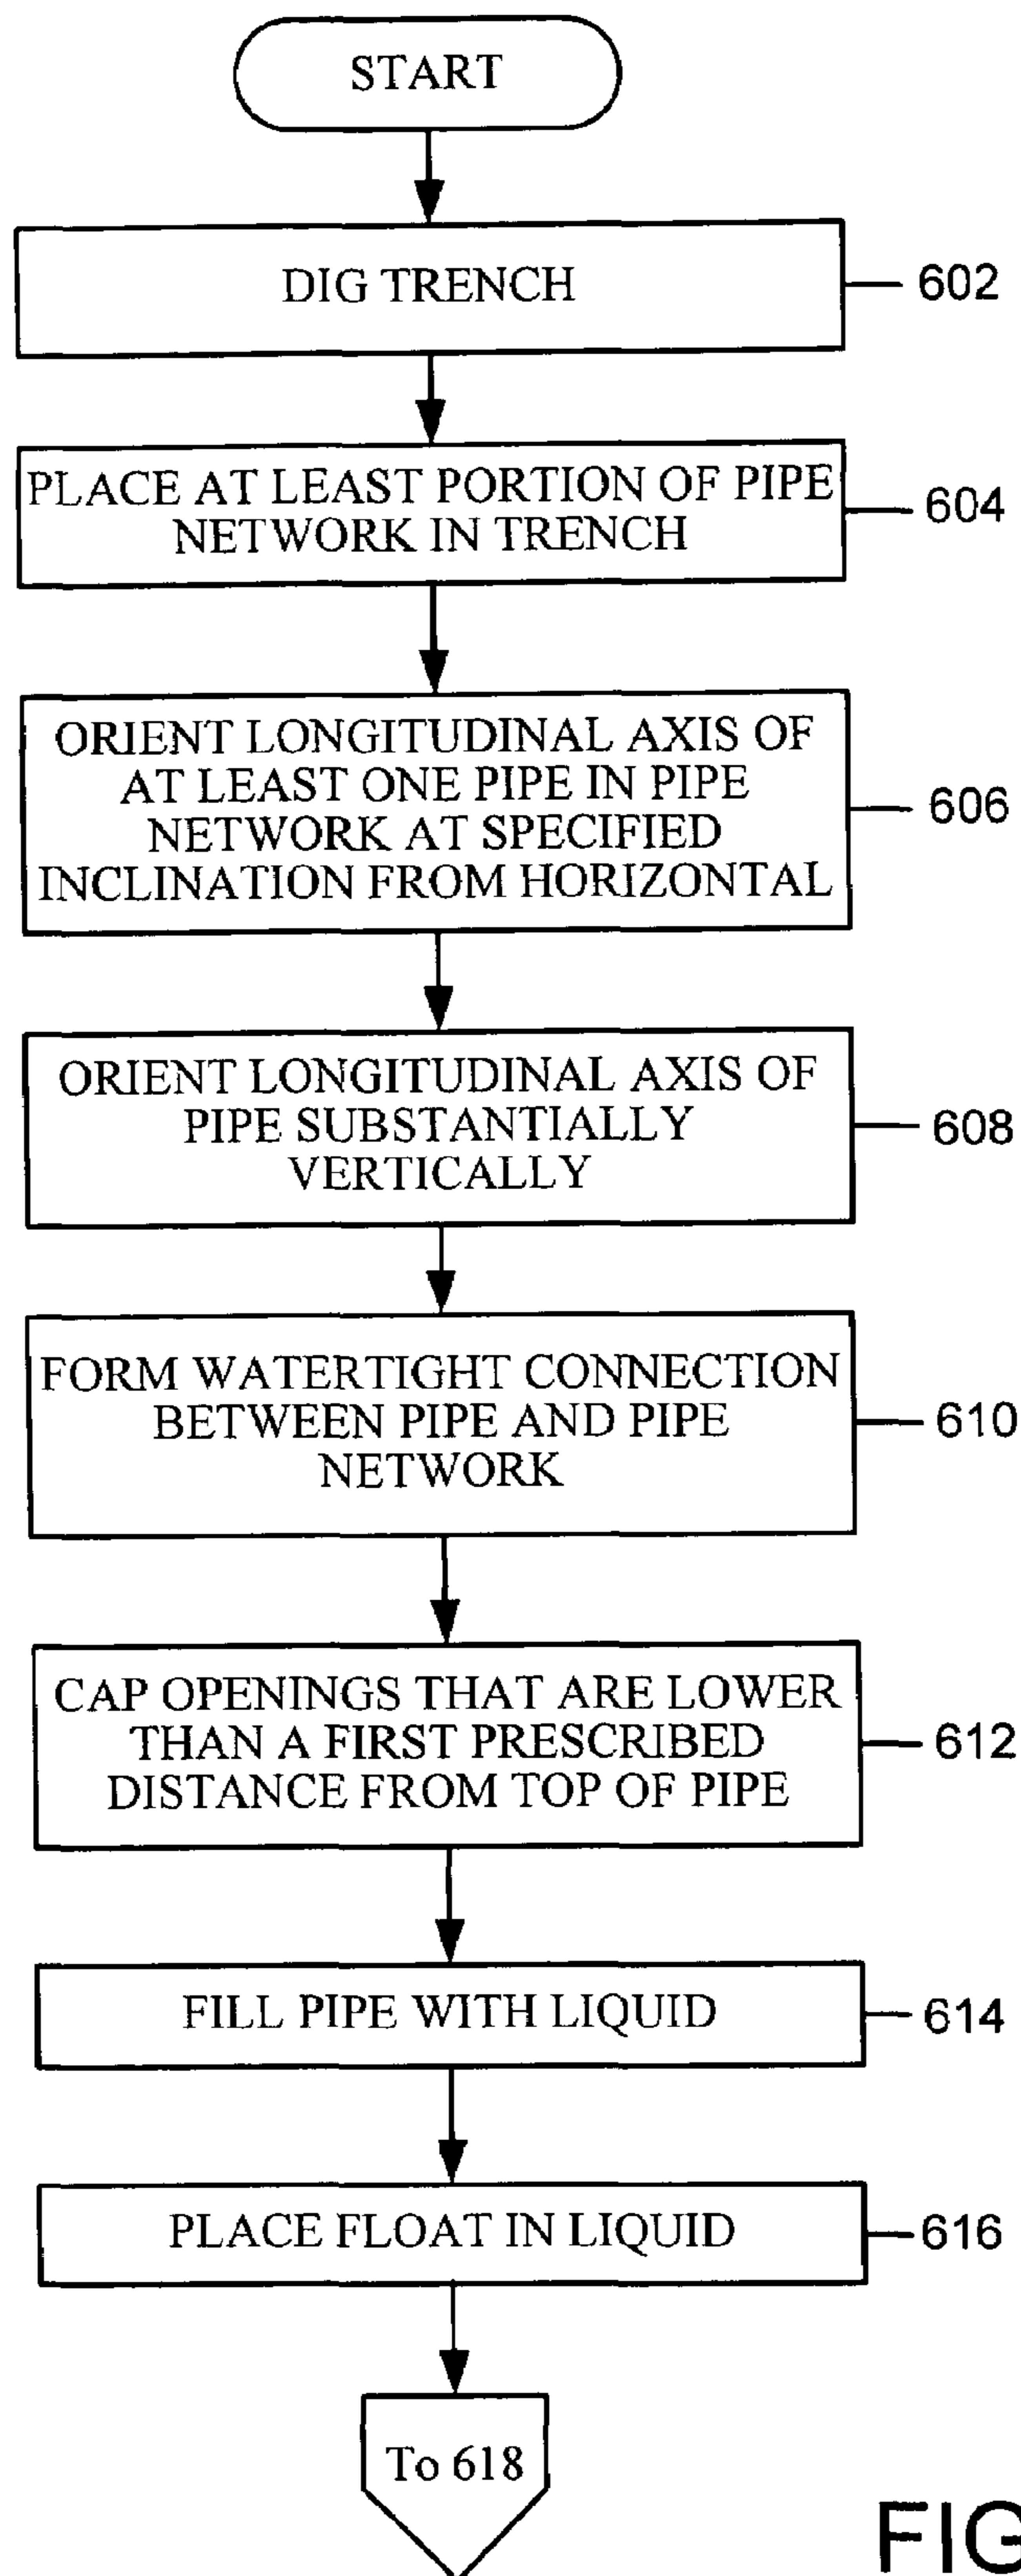 START
DIG TRENCH
602
PLACE AT LEAST PORTION OF PIPE
NETWORK IN TRENCH
604
ORIENT LONGITUDINAL AXIS OF
AT LEAST ONE PIPE IN PIPE
NETWORK AT SPECIFIED
INCLINATION FROM HORIZONTAL
606
ORIENT LONGITUDINAL AXIS OF
PIPE SUBSTANTIALLY
VERTICALLY
608
FORM WATERTIGHT CONNECTION
BETWEEN PIPE AND PIPE
NETWORK
610
CAP OPENINGS THAT ARE LOWER
THAN A FIRST PRESCRIBED
DISTANCE FROM TOP OF PIPE
612
FILL PIPE WITH LIQUID
614
PLACE FLOAT IN LIQUID
616
To 618
FIG